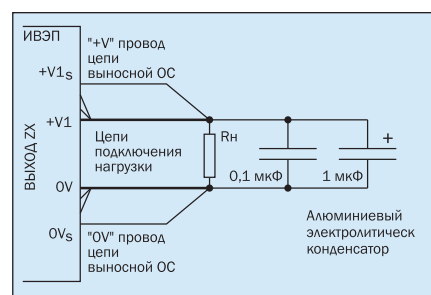 ИВЭП
"+V" провод
цепи
выносной ОС
+V1s
+V1
Цепи
подключения
нагрузки
Rн
0,1 мкФ
+
1 мкФ
ВЫХОД ZX
0V
0Vs
"0V" провод
цепи
выносной ОС
Алюминиевый
электролитическ
конденсатор